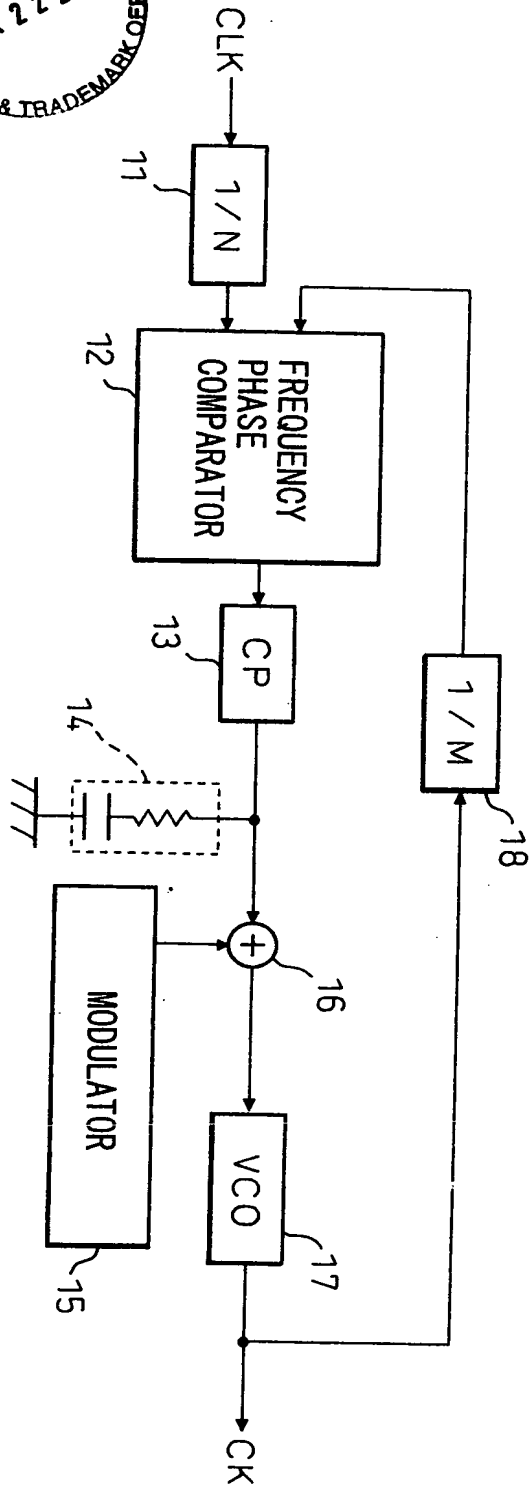 & TRADEMARK OFF
CLK
1/N
11
FREQUENCY
PHASE
COMPARATOR
12
CP
13
14
MODULATOR
15
+
16
VCO
17
1/M
18
CK